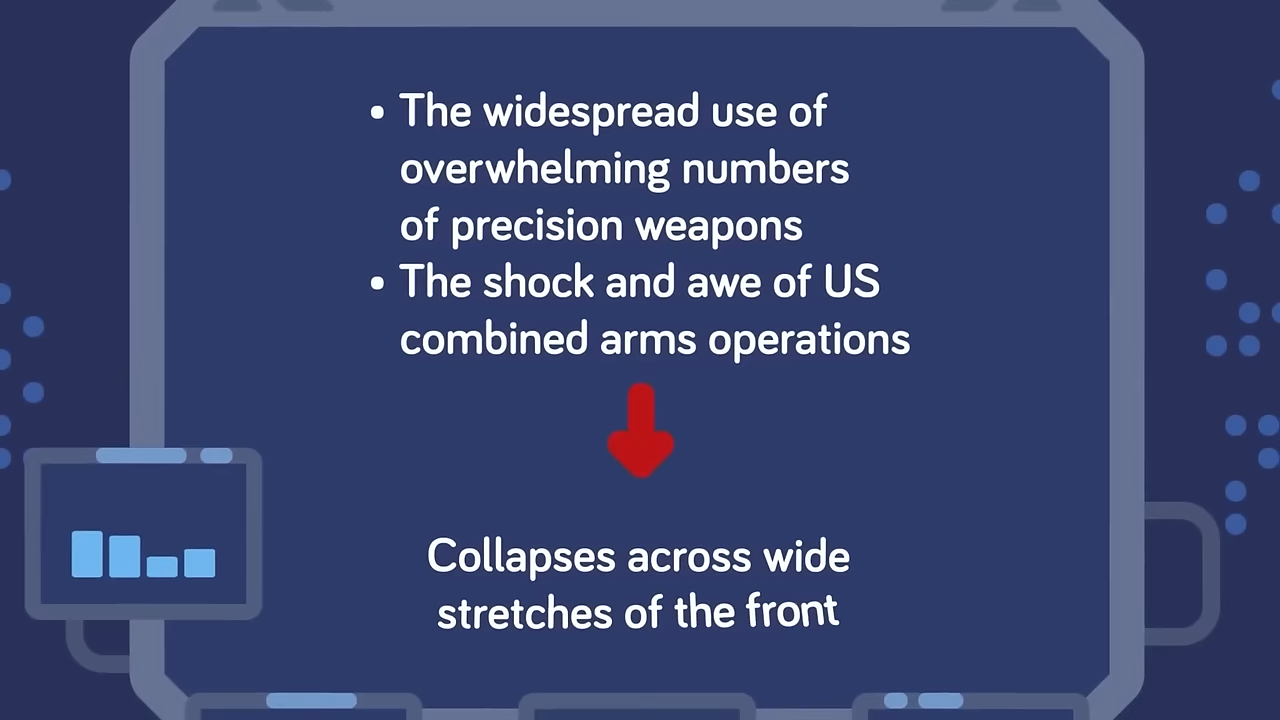 • The widespread use of
overwhelming numbers
of precision weapons
• The shock and awe of US
combined arms operations
Collapses across wide
stretches of the front